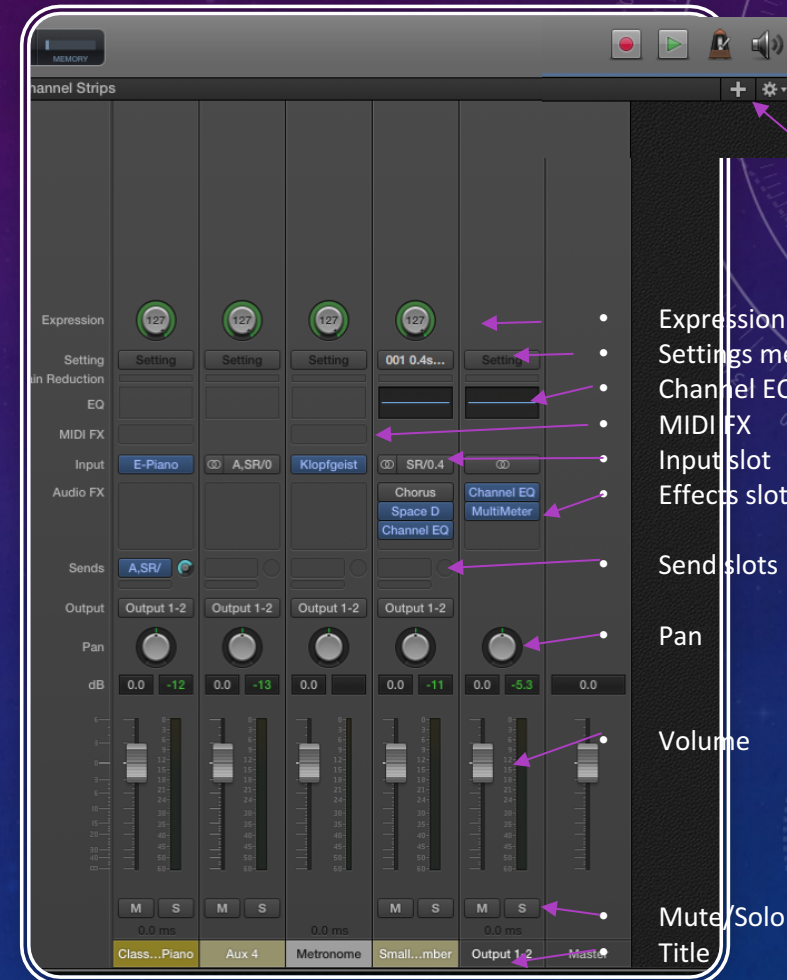 MEMORY
hannel Strips
Expression 127 127 127 127
Setting Setting Setting Setting 001 0.4s... Setting
in Reduction
EQ
MIDI FX
Input E-Piano A,SR/0 Klopfgeist SR/0.4
Audio FX Chorus Channel EQ
Space D MultiMeter
Channel EQ
Sends A,SR/
Output Output 1-2 Output 1-2 Output 1-2 Output 1-2
Pan
dB 0.0 -12 0.0 -13 0.0 0.0 -11 0.0 -5.3 0.0
M S M S M S M S
0.0 ms 0.0 ms 0.0 ms
Class...Piano Aux 4 Metronome Small...mber Output 1-2 Master
• Expression
• Settings me
• Channel EQ
• MIDI FX
• Input slot
• Effects slot
• Send slots
• Pan
• Volume
• Mute/Solo
• Title